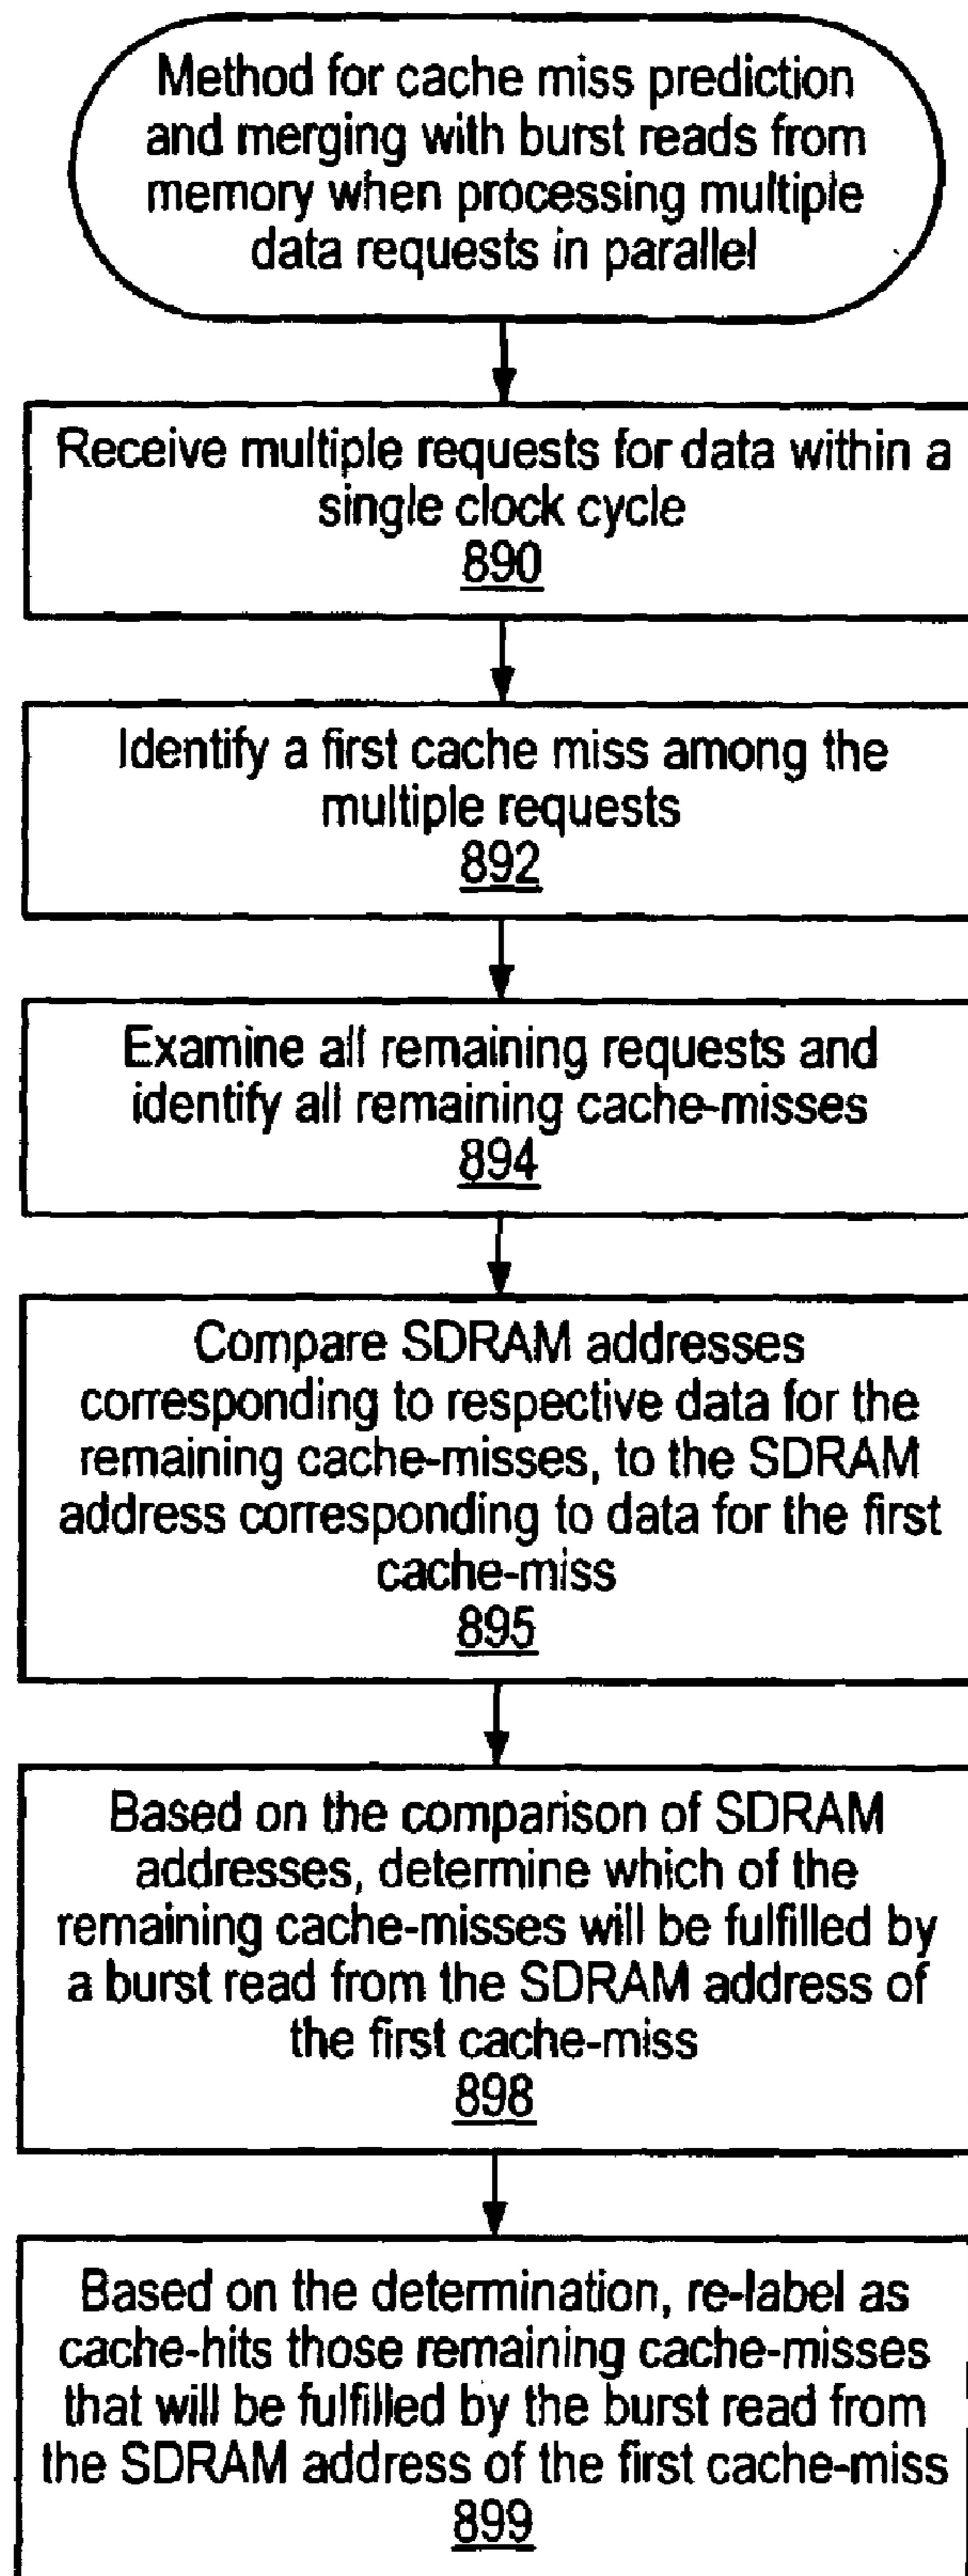 Method for cache miss prediction
and merging with burst reads from
memory when processing multiple
data requests in parallel
Receive multiple requests for data within a
single clock cycle
890
Identify a first cache miss among the
multiple requests
892
Examine all remaining requests and
identify all remaining cache-misses
894
Compare SDRAM addresses
corresponding to respective data for the
remaining cache-misses, to the SDRAM
address corresponding to data for the first
cache-miss
895
Based on the comparison of SDRAM
addresses, determine which of the
remaining cache-misses will be fulfilled by
a burst read from the SDRAM address of
the first cache-miss
898
Based on the determination, re-label as
cache-hits those remaining cache-misses
that will be fulfilled by the burst read from
the SDRAM address of the first cache-miss
899